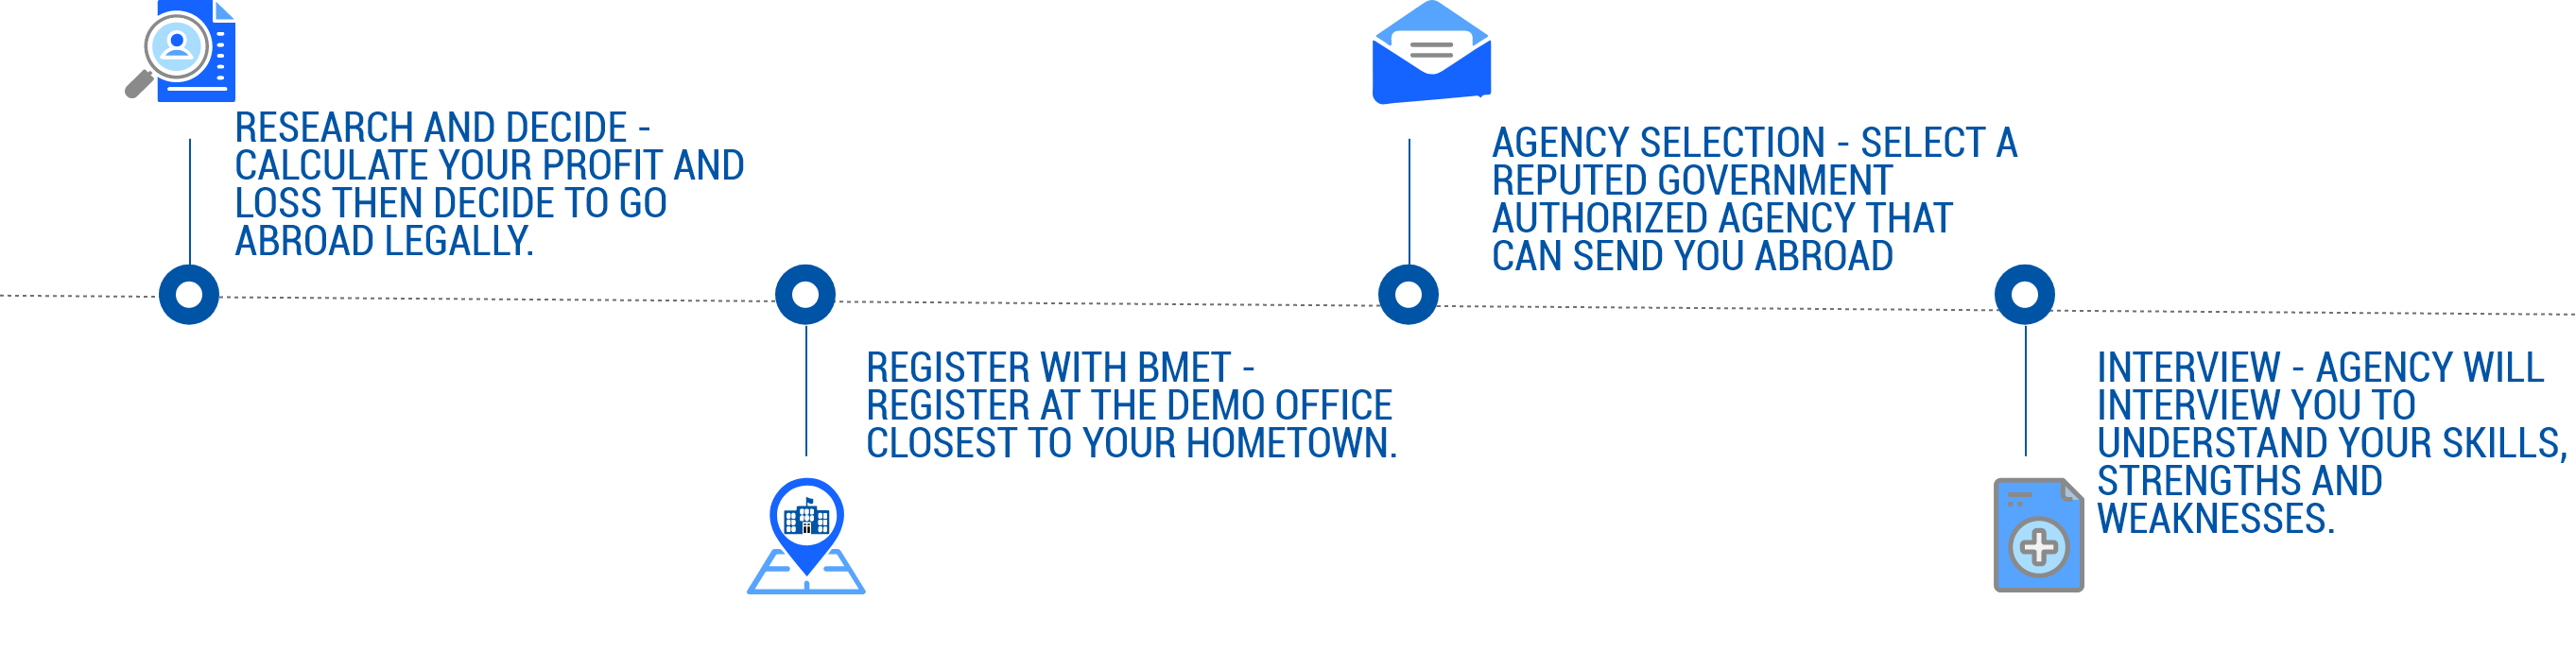 RESEARCH AND DECIDE -
CALCULATE YOUR PROFIT AND
LOSS THEN DECIDE TO GO
ABROAD LEGALLY.
REGISTER WITH BMET -
REGISTER AT THE DEMO OFFICE
CLOSEST TO YOUR HOMETOWN.
AGENCY SELECTION - SELECT A
REPUTED GOVERNMENT
AUTHORIZED AGENCY THAT
CAN SEND YOU ABROAD
INTERVIEW - AGENCY WILL
INTERVIEW YOU TO
UNDERSTAND YOUR SKILLS,
STRENGTHS AND
WEAKNESSES.